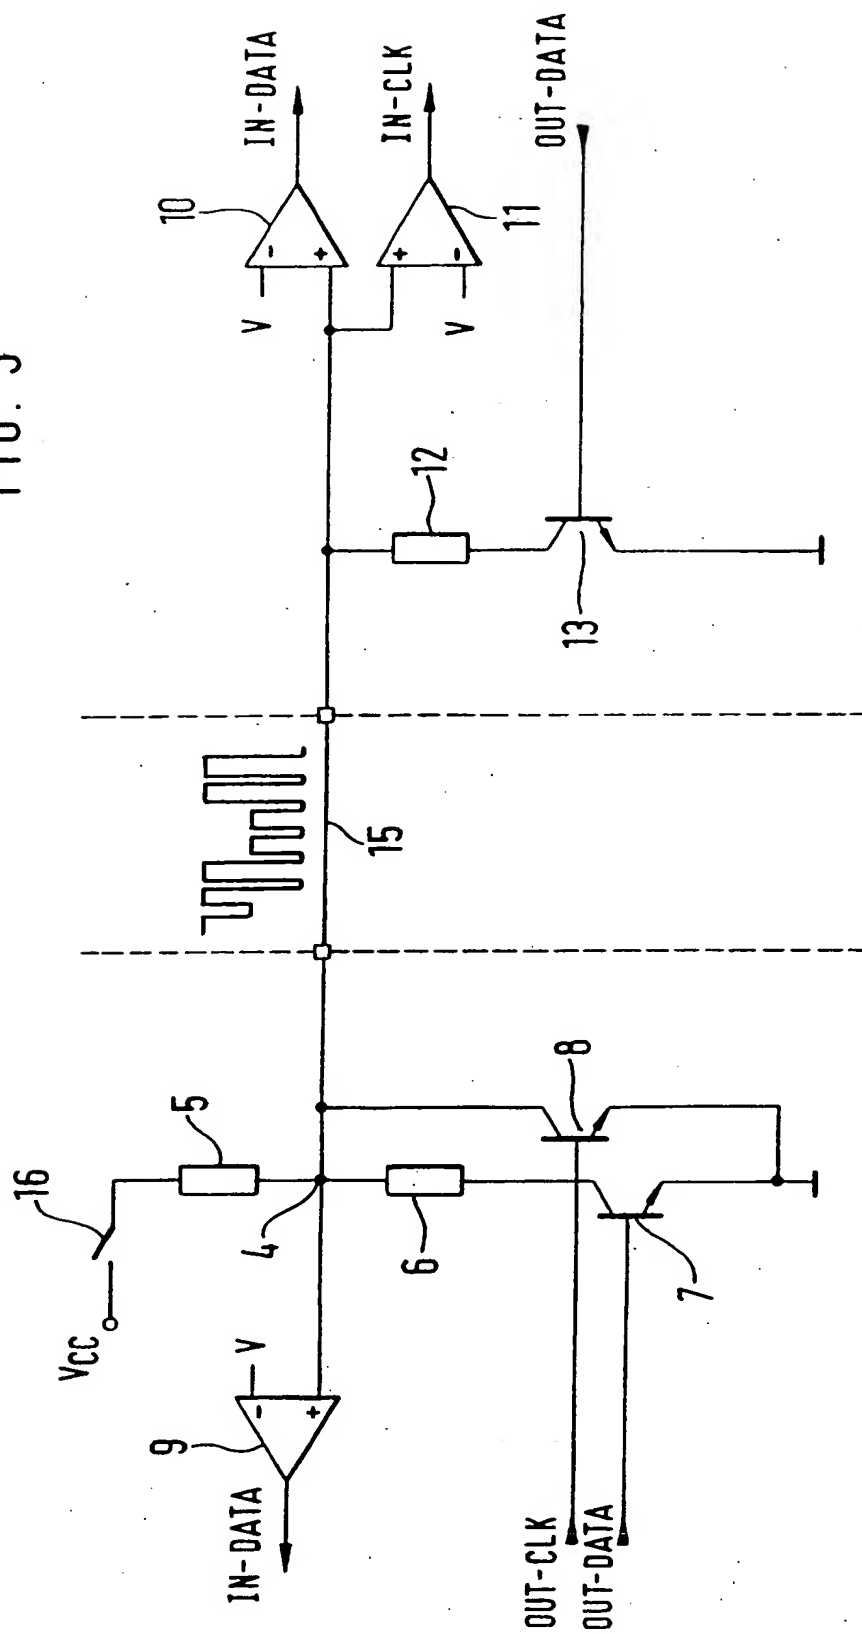 FIG.
VCC
16
5
4
6
7
8
9
V
-
+
IN-DATA
OUT-CLK
OUT-DATA
15
12
13
10
V
-
+
IN-DATA
11
+
-
V
IN-CLK
OUT-DATA